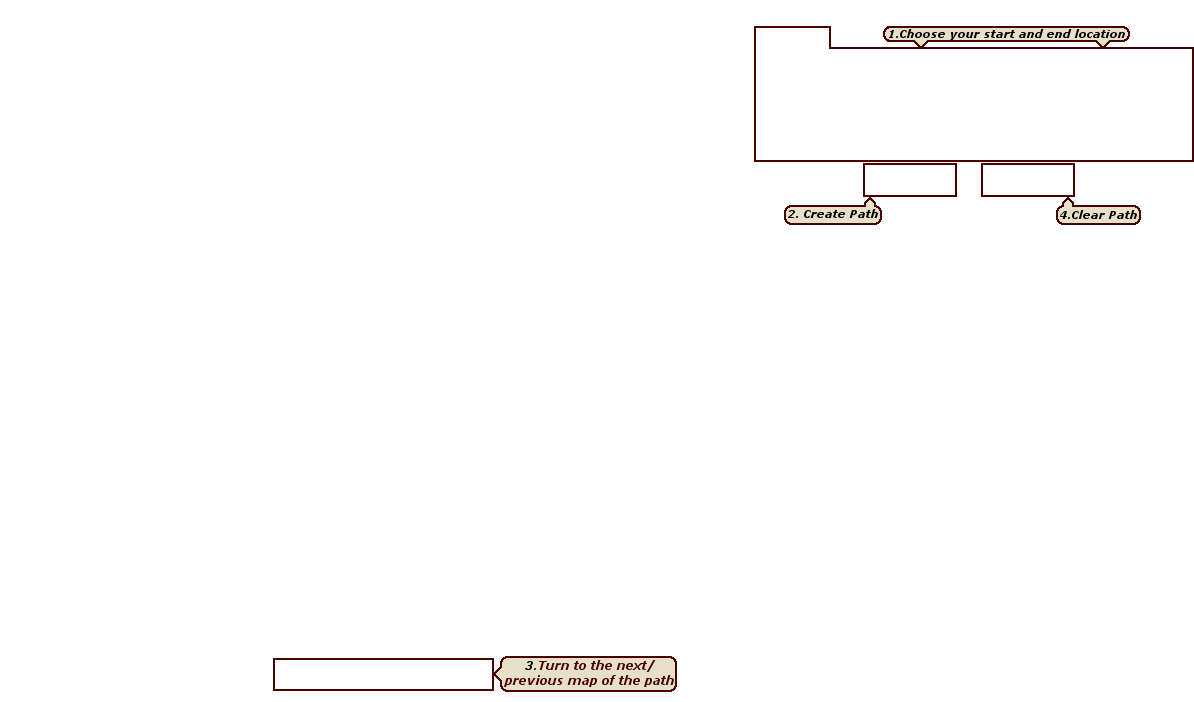 1.Choose your start and end location
2. Create Path
4.Clear Path
3.Turn to the next/
previous map of the path